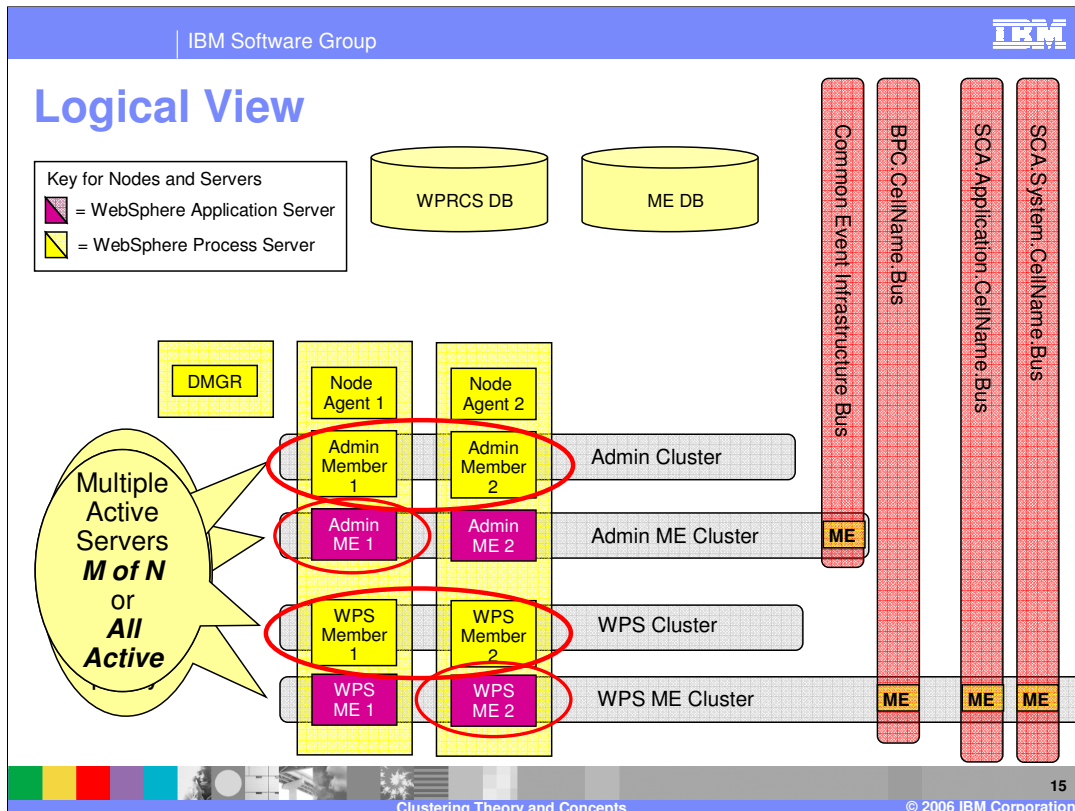 IBM Software Group
IBM
Logical View
Key for Nodes and Servers
= WebSphere Application Server
= WebSphere Process Server
WPRCS DB
ME DB
Common Event Infrastructure Bus
BPC.CellName.Bus
SCA.Application.CellName.Bus
SCA.System.CellName.Bus
DMGR
Node
Agent 1
Node
Agent 2
Admin
Member
1
Admin
Member
2
Admin Cluster
Admin
ME 1
Admin
ME 2
Admin ME Cluster
ME
Multiple
Active
Servers
M of N
or
All
Active
WPS
Member
1
WPS
Member
2
WPS Cluster
WPS
ME 1
WPS
ME 2
WPS ME Cluster
ME
ME
ME
15
Clustering Theory and Concepts
© 2006 IBM Corporation